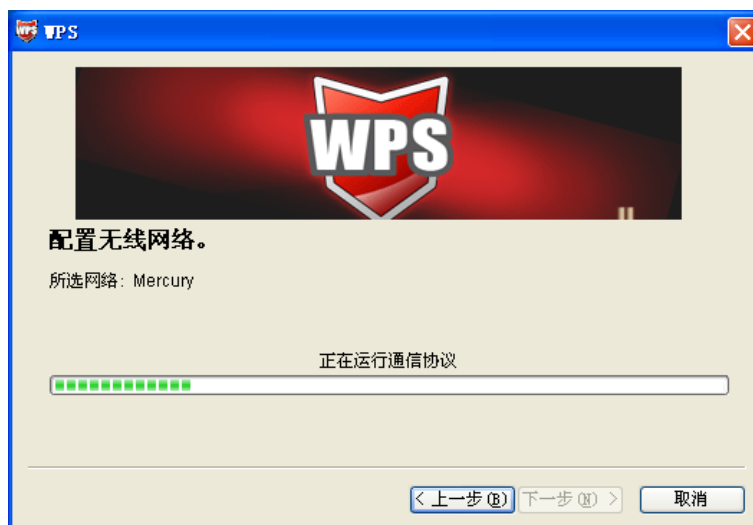 WPS WPS
WPS
配置无线网络。
所选网络: Mercury
正在运行通信协议
< 上一步(B) 下一步(N) > 取消